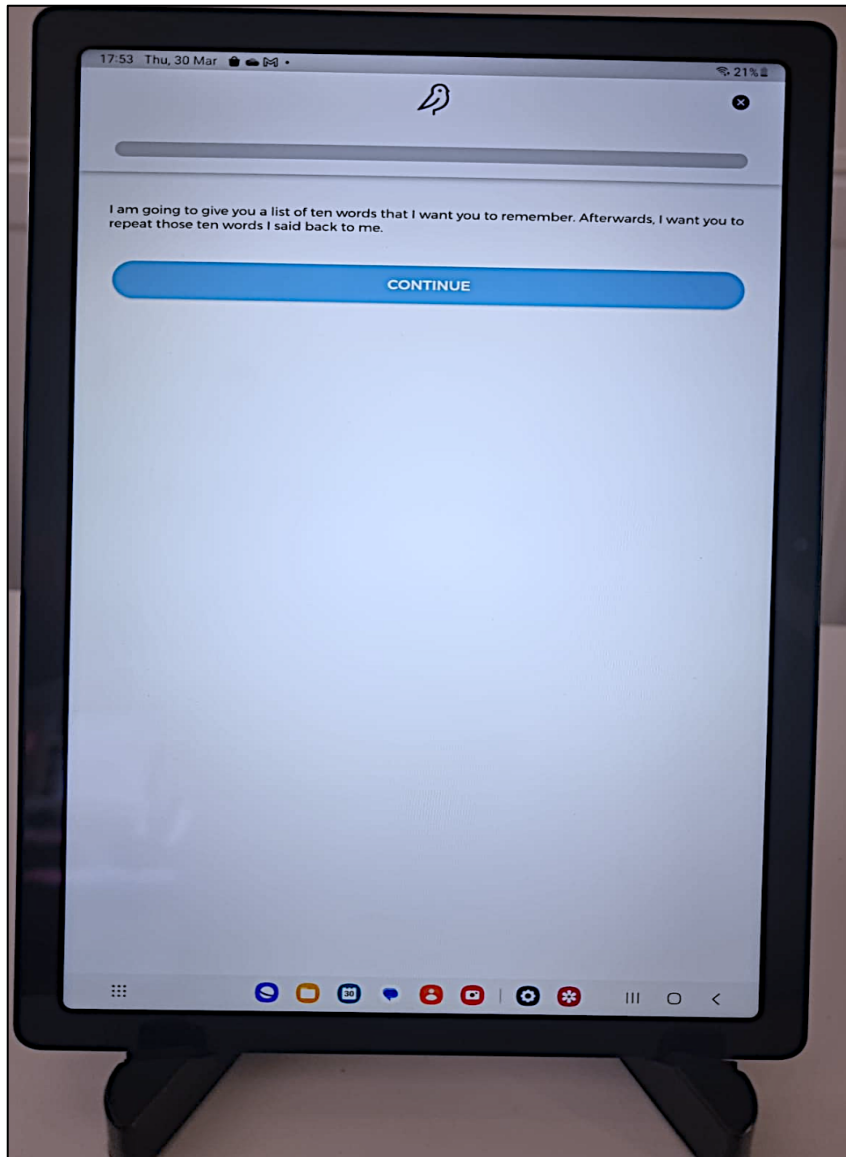 17:53 Thu, 30 Mar
21%
I am going to give you a list of ten words that I want you to remember. Afterwards, I want you to
repeat those ten words I said back to me.
CONTINUE
30